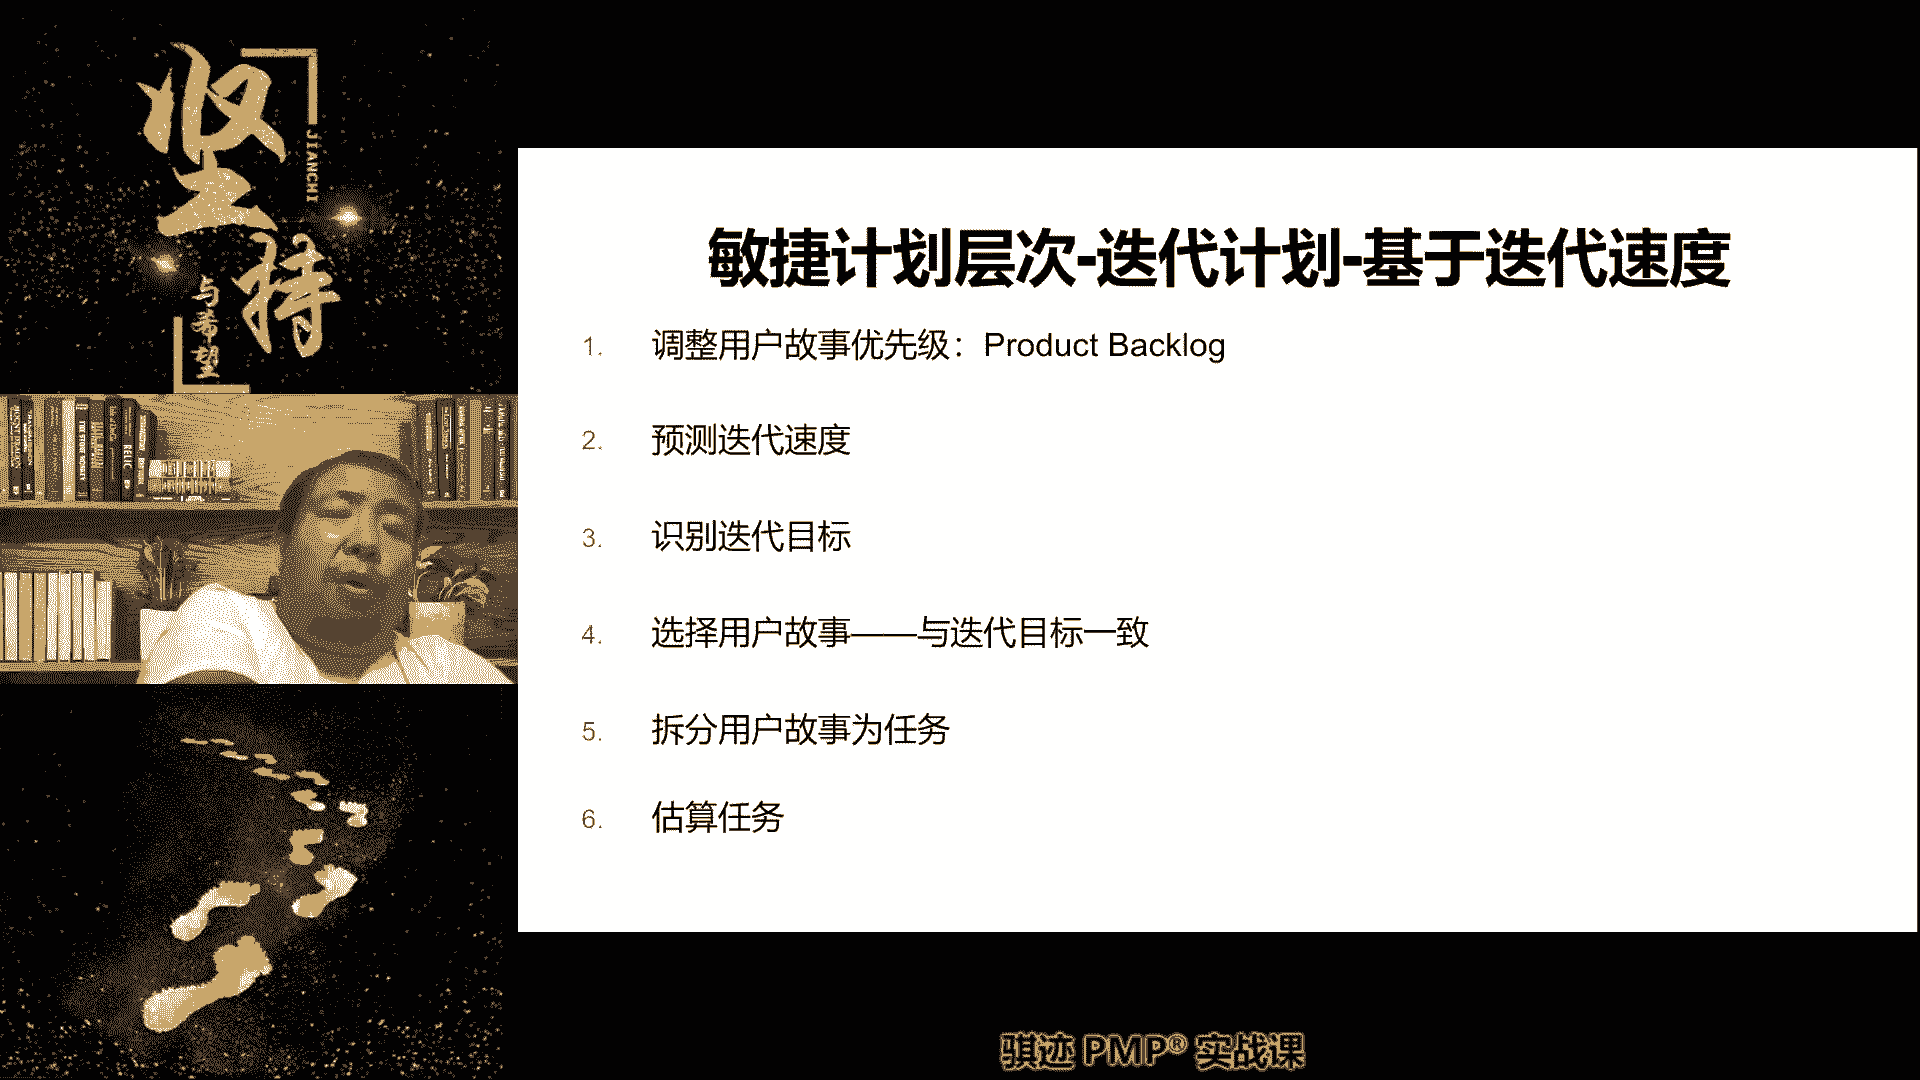 坚持
JIANCHI
与希望
敏捷计划层次-迭代计划-基于迭代速度
1. 调整用户故事优先级：Product Backlog
2. 预测迭代速度
3. 识别迭代目标
4. 选择用户故事——与迭代目标一致
5. 拆分用户故事为任务
6. 估算任务
RELIC
骐迹 PMP® 实战课